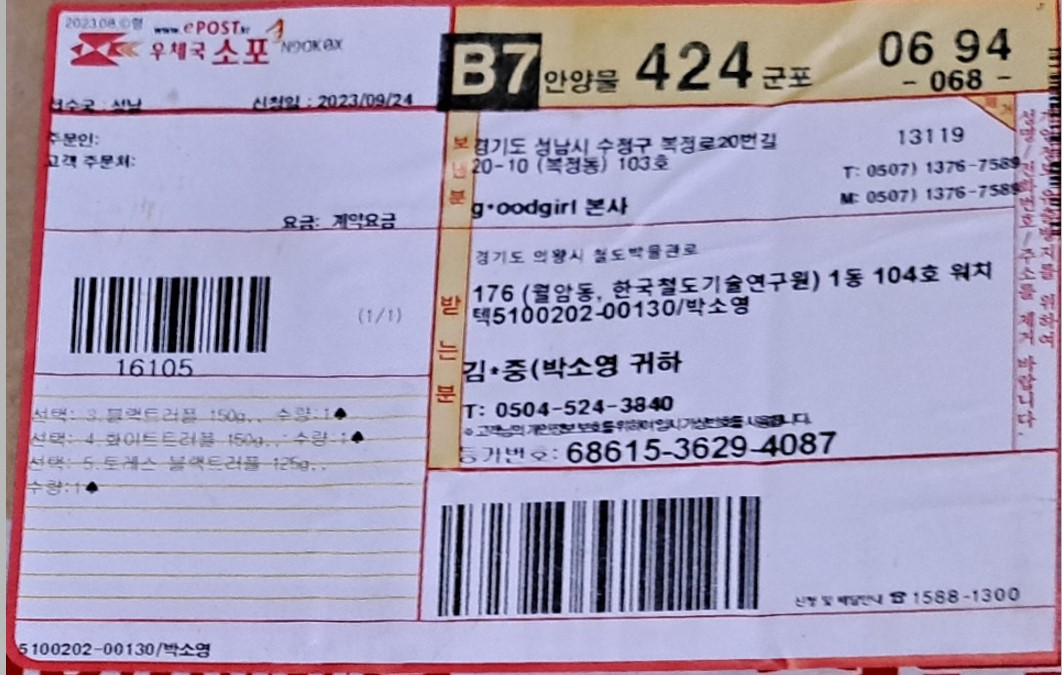 2023.08.
www.ePOST.kr
우체국 소포
B7 안양물 424 군포
06 94
- 068 -
접수국 : 성남 신청일 : 2023/09/24
주문인:
고객 주문처:
요금: 계약요금
(1/1)
16105
선택: 3.블랙트러플 150g,. 수량:1♠
선택: 4.화이트트러플 150g,. 수량:1♠
선택: 5.토레스 블랙트러플 125g,.
수량:1♠
5100202-00130/박소영
보낸분
경기도 성남시 수정구 복정로20번길
20-10 (복정동) 103호
13119
T: 0507) 1376-7589
M: 0507) 1376-7589
g*oodgirl 본사
받는분
경기도 의왕시 철도박물관로
176 (월암동, 한국철도기술연구원) 1동 104호 워치
텍5100202-00130/박소영
김*중(박소영 귀하
T: 0504-524-3840
※ 고객님의 개인정보 보호를 위하여 임시 가상번호를 사용합니다.
등기번호: 68615-3629-4087
신청 및 배달안내 ☎ 1588-1300
개인정보 유출방지를 위하여
성명/전화번호/주소를 제거 바랍니다.